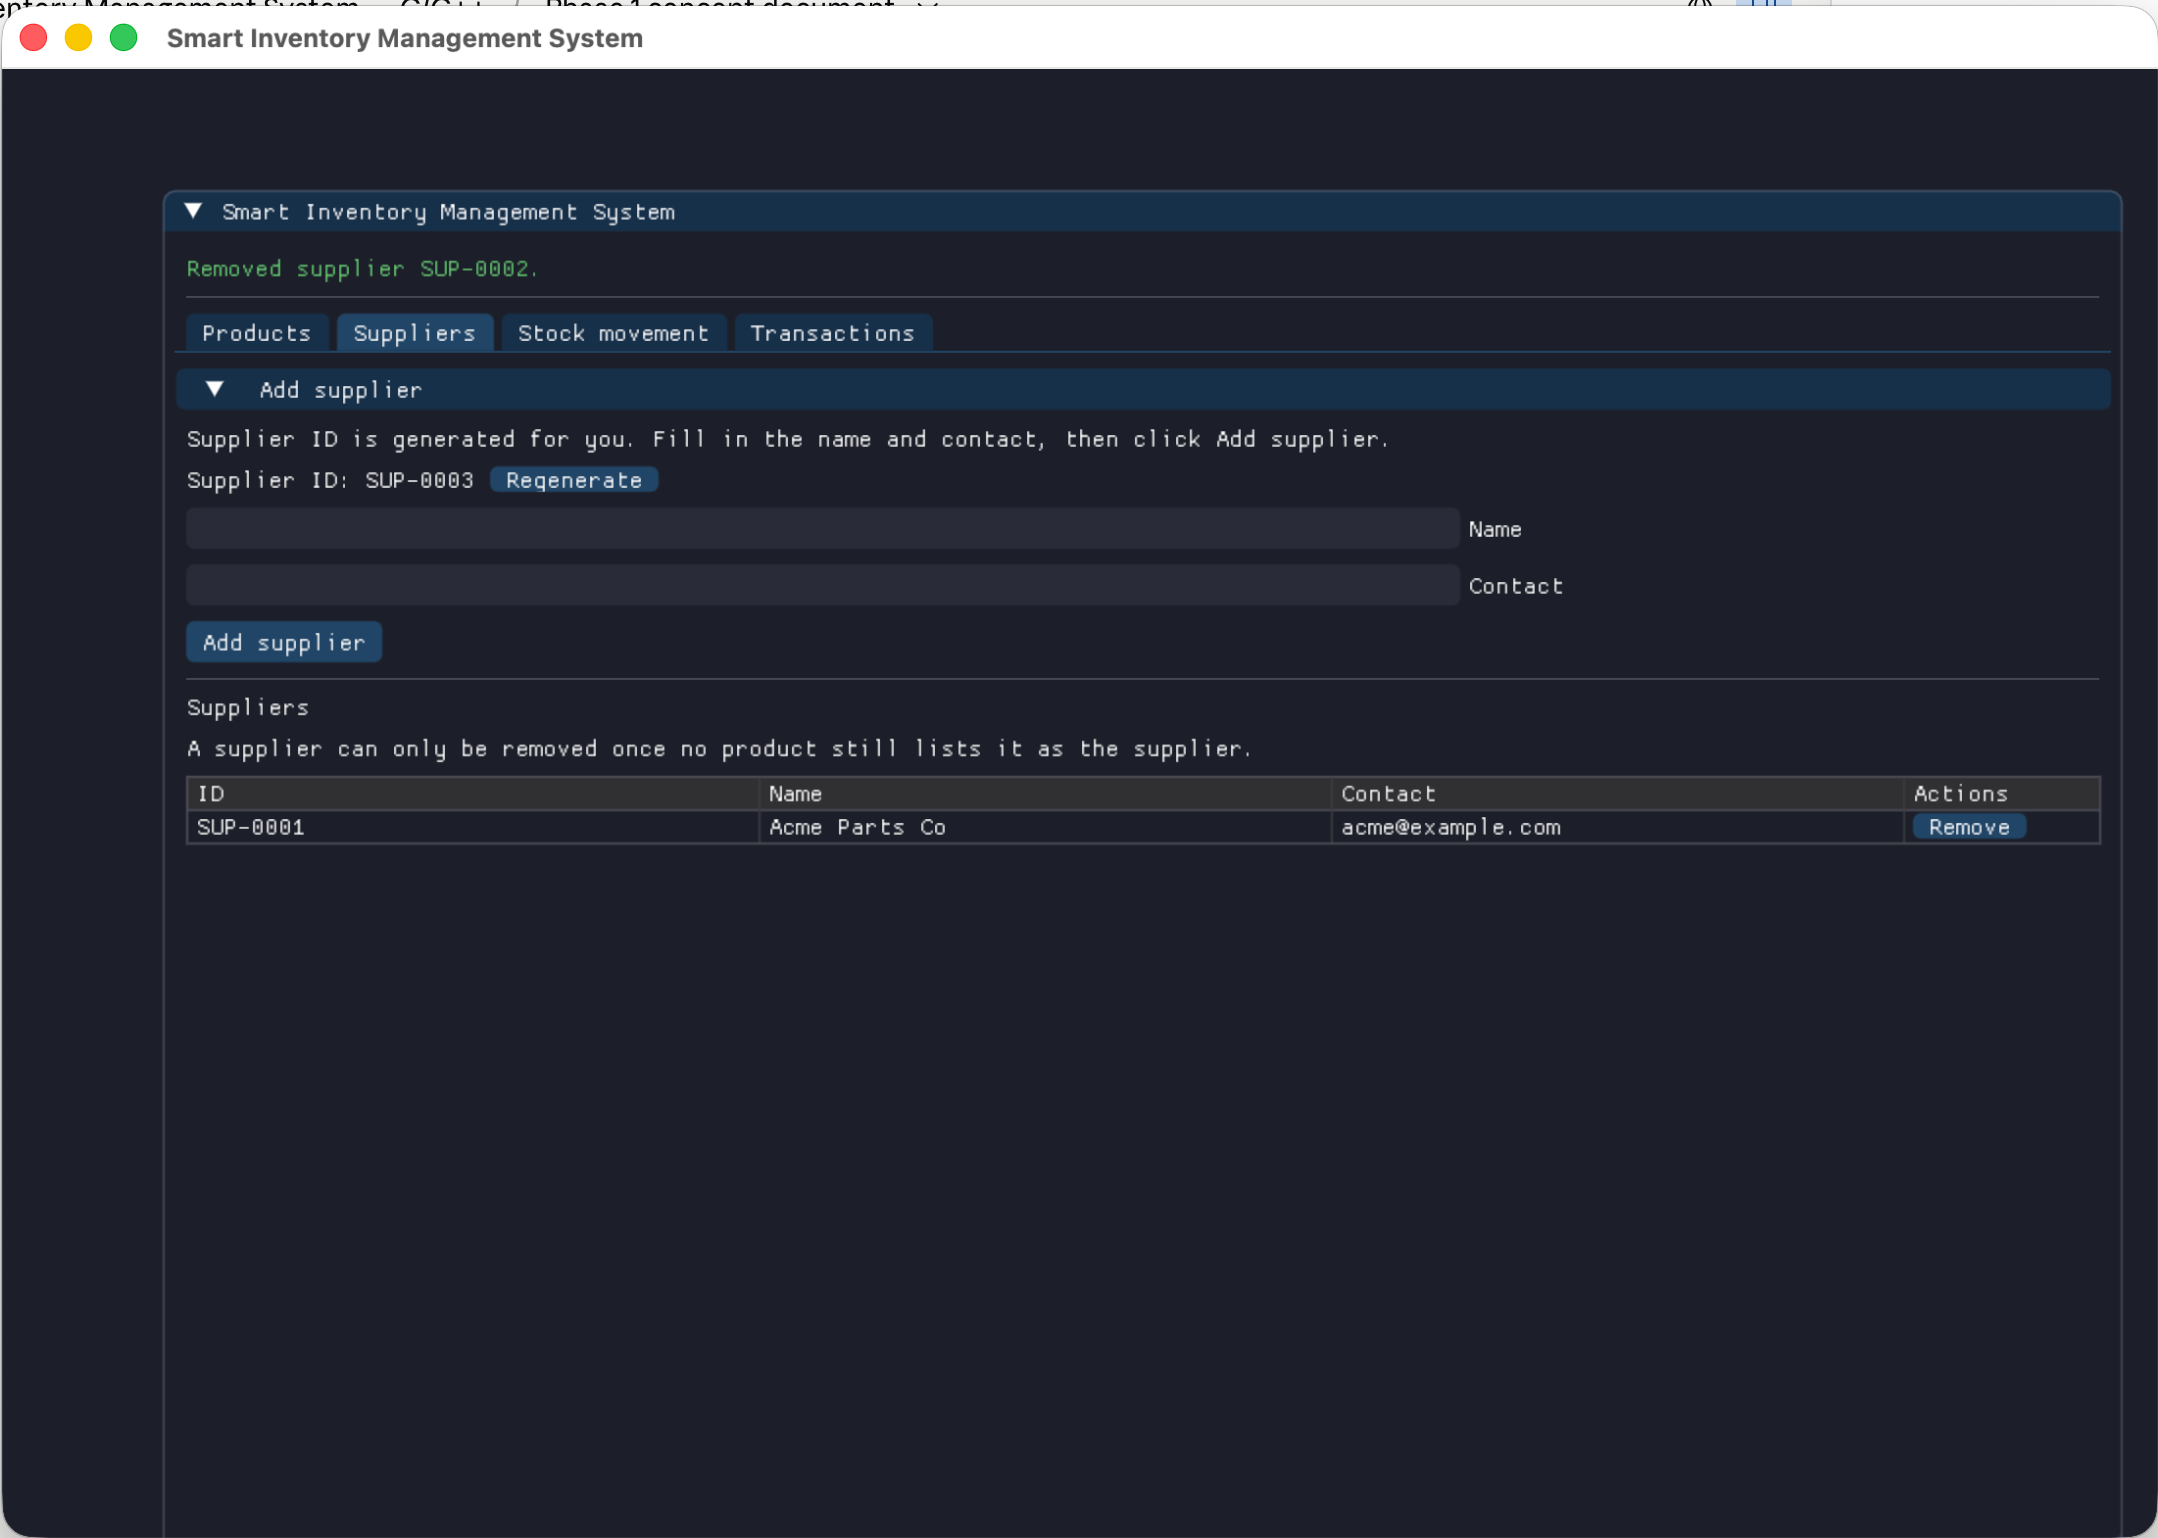 Smart Inventory Management System
Smart Inventory Management System
Removed supplier SUP-0002.
Products Suppliers Stock movement Transactions
Add supplier
Supplier ID is generated for you. Fill in the name and contact, then click Add supplier.
Supplier ID: SUP-0003 Regenerate
Name
Contact
Add supplier
Suppliers
A supplier can only be removed once no product still lists it as the supplier.
ID Name Contact Actions
SUP-0001 Acme Parts Co acme@example.com Remove